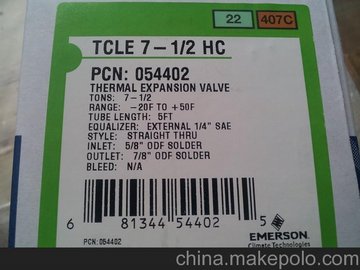 22 407C
TCLE 7-1/2 HC
PCN: 054402
THERMAL EXPANSION VALVE
TONS: 7-1/2
RANGE: -20F TO +50F
TUBE LENGTH: 5FT
EQUALIZER: EXTERNAL 1/4" SAE
STYLE: STRAIGHT THRU
INLET: 5/8" ODF SOLDER
OUTLET: 7/8" ODF SOLDER
BLEED: N/A
6 81344 54402 5
EMERSON
Climate Technologies
PCN: 054402
china.makepolo.com